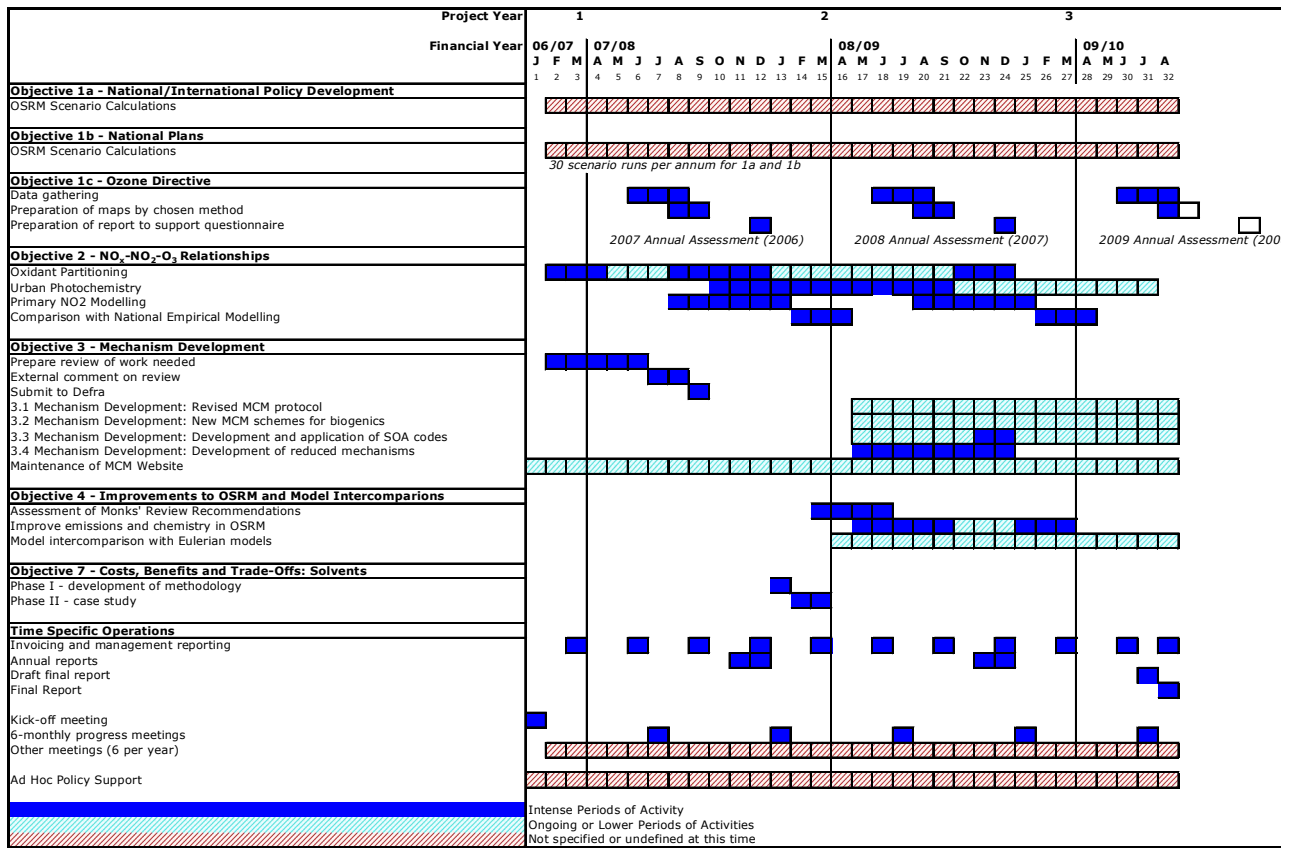 Project Year 1 2 3
Financial Year 06/07 07/08 08/09 09/10
J F M A M J J A S O N D J F M A M J J A S O N D J F M A M J J A
1 2 3 4 5 6 7 8 9 10 11 12 13 14 15 16 17 18 19 20 21 22 23 24 25 26 27 28 29 30 31 32
Objective 1a - National/International Policy Development
OSRM Scenario Calculations
Objective 1b - National Plans
OSRM Scenario Calculations
30 scenario runs per annum for 1a and 1b
Objective 1c - Ozone Directive
Data gathering
Preparation of maps by chosen method
Preparation of report to support questionnaire
2007 Annual Assessment (2006) 2008 Annual Assessment (2007) 2009 Annual Assessment (200
Objective 2 - NOx-NO2-O3 Relationships
Oxidant Partitioning
Urban Photochemistry
Primary NO2 Modelling
Comparison with National Empirical Modelling
Objective 3 - Mechanism Development
Prepare review of work needed
External comment on review
Submit to Defra
3.1 Mechanism Development: Revised MCM protocol
3.2 Mechanism Development: New MCM schemes for biogenics
3.3 Mechanism Development: Development and application of SOA codes
3.4 Mechanism Development: Development of reduced mechanisms
Maintenance of MCM Website
Objective 4 - Improvements to OSRM and Model Intercomparions
Assessment of Monks' Review Recommendations
Improve emissions and chemistry in OSRM
Model intercomparison with Eulerian models
Objective 7 - Costs, Benefits and Trade-Offs: Solvents
Phase I - development of methodology
Phase II - case study
Time Specific Operations
Invoicing and management reporting
Annual reports
Draft final report
Final Report
Kick-off meeting
6-monthly progress meetings
Other meetings (6 per year)
Ad Hoc Policy Support
Intense Periods of Activity
Ongoing or Lower Periods of Activities
Not specified or undefined at this time